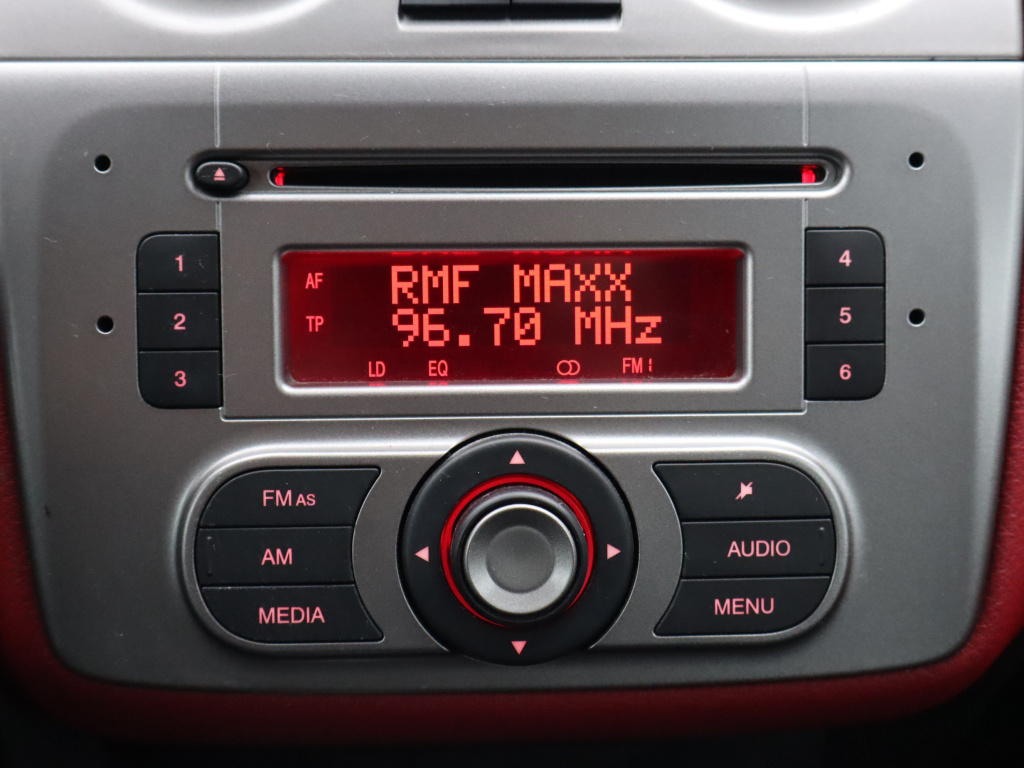 1
2
3
AF RMF MAXX
TP 96.70 MHz
LD EQ FM1
4
5
6
FM AS
AM
MEDIA
AUDIO
MENU